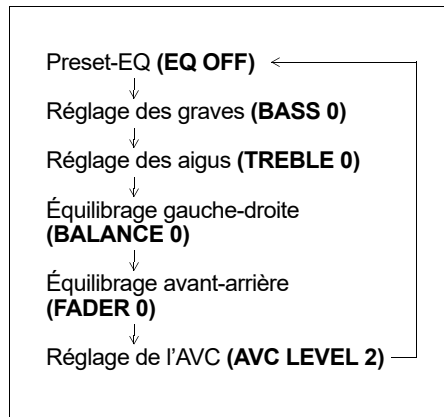 Preset-EQ (EQ OFF)
Réglage des graves (BASS 0)
Réglage des aigus (TREBLE 0)
Équilibrage gauche-droite
(BALANCE 0)
Équilibrage avant-arrière
(FADER 0)
Réglage de l’AVC (AVC LEVEL 2)